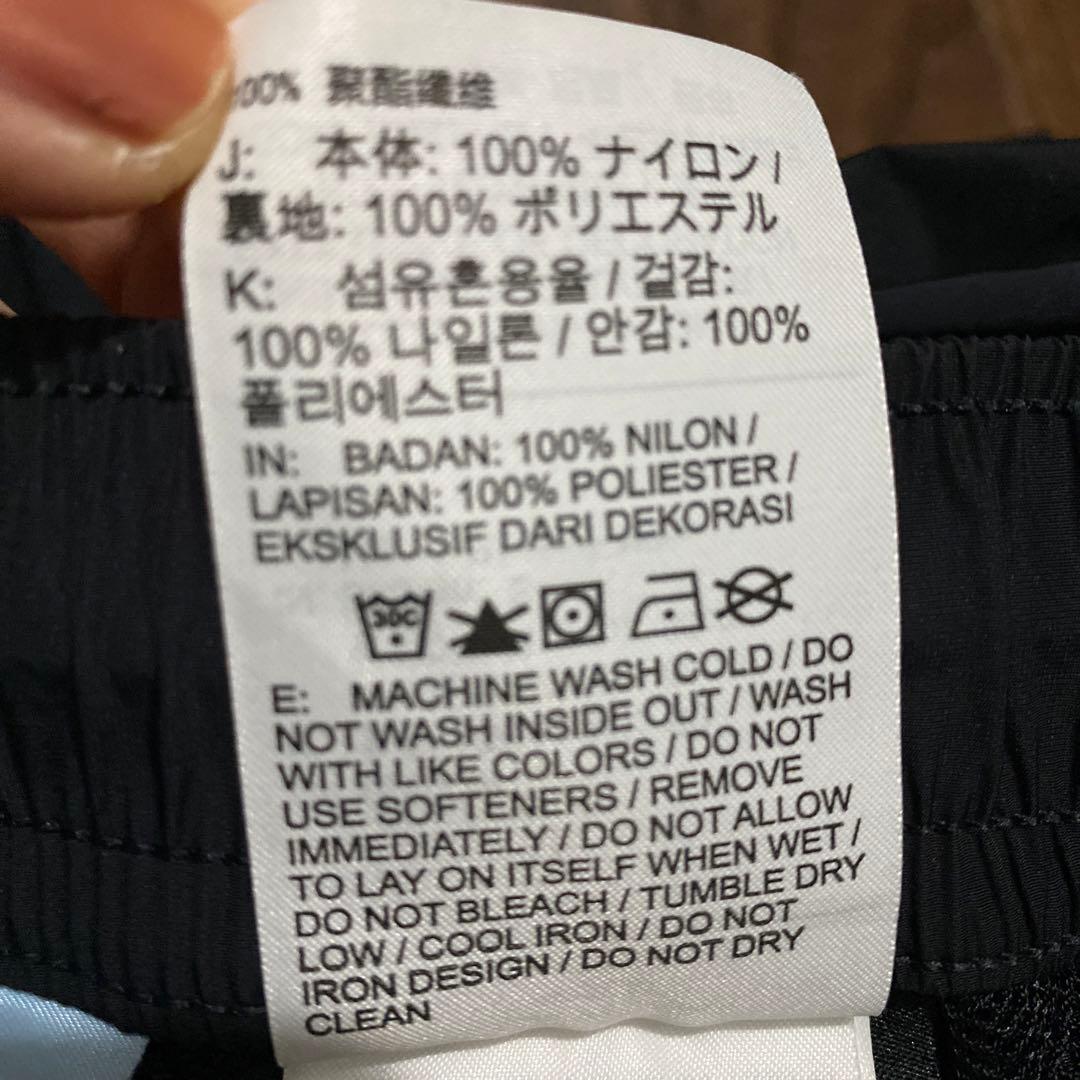 00% 聚酯纤维
J: 本体: 100% ナイロン /
裏地: 100% ポリエステル
K: 섬유혼용율 / 겉감:
100% 나일론 / 안감: 100%
폴리에스터
IN: BADAN: 100% NILON /
LAPISAN: 100% POLIESTER /
EKSKLUSIF DARI DEKORASI
30C
E: MACHINE WASH COLD / DO
NOT WASH INSIDE OUT / WASH
WITH LIKE COLORS / DO NOT
USE SOFTENERS / REMOVE
IMMEDIATELY / DO NOT ALLOW
TO LAY ON ITSELF WHEN WET /
DO NOT BLEACH / TUMBLE DRY
LOW / COOL IRON / DO NOT
IRON DESIGN / DO NOT DRY
CLEAN